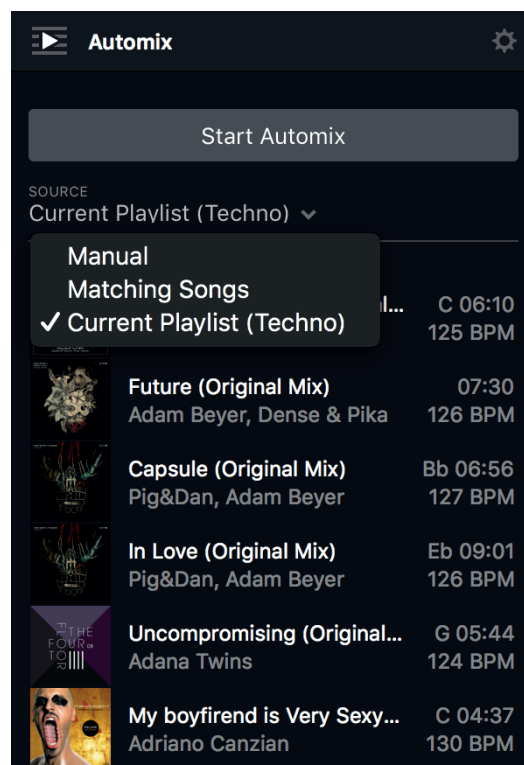 Automix
Start Automix
SOURCE
Current Playlist (Techno)
Manual
Matching Songs
✓ Current Playlist (Techno)
l... C 06:10
125 BPM
Future (Original Mix) 07:30
Adam Beyer, Dense & Pika 126 BPM
Capsule (Original Mix) Bb 06:56
Pig&Dan, Adam Beyer 127 BPM
In Love (Original Mix) Eb 09:01
Pig&Dan, Adam Beyer 126 BPM
THE
FOUR
TO
FLOOR
Uncompromising (Original... G 05:44
Adana Twins 124 BPM
My boyfirend is Very Sexy... C 04:37
Adriano Canzian 130 BPM